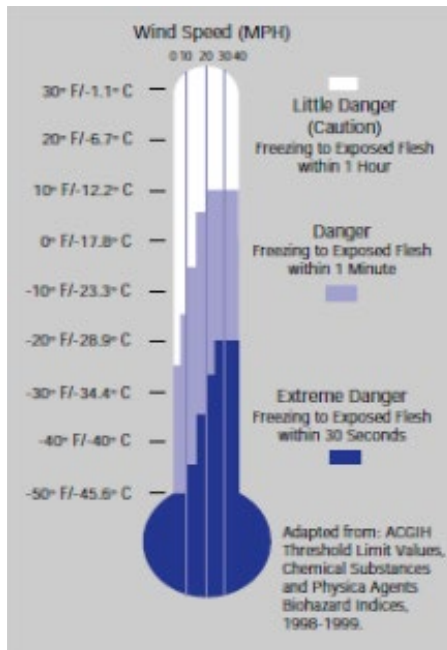 Wind Speed (MPH)
0 10 20 30 40
30° F/-1.1° C
20° F/-6.7° C
10° F/-12.2° C
0° F/-17.8° C
-10° F/-23.3° C
-20° F/-28.9° C
-30° F/-34.4° C
-40° F/-40° C
-50° F/-45.6° C
Little Danger
(Caution)
Freezing to Exposed Flesh
within 1 Hour
Danger
Freezing to Exposed Flesh
within 1 Minute
Extreme Danger
Freezing to Exposed Flesh
within 30 Seconds
Adapted from: ACGIH
Threshold Limit Values,
Chemical Substances
and Physica Agents
Biohazard Indices,
1998-1999.